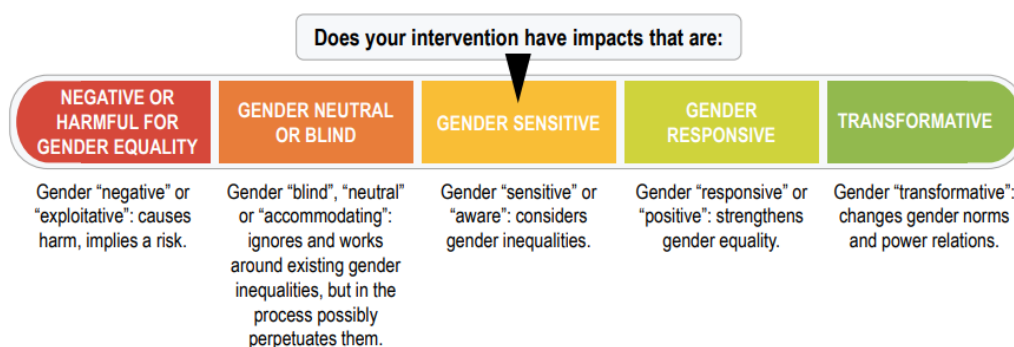 Does your intervention have impacts that are:
NEGATIVE OR
HARMFUL FOR
GENDER EQUALITY
GENDER NEUTRAL
OR BLIND
GENDER SENSITIVE
GENDER
RESPONSIVE
TRANSFORMATIVE
Gender “negative” or
“exploitative”: causes
harm, implies a risk.
Gender “blind”, “neutral”
or “accommodating”:
ignores and works
around existing gender
inequalities, but in the
process possibly
perpetuates them.
Gender “sensitive” or
“aware”: considers
gender inequalities.
Gender “responsive” or
“positive”: strengthens
gender equality.
Gender “transformative”:
changes gender norms
and power relations.